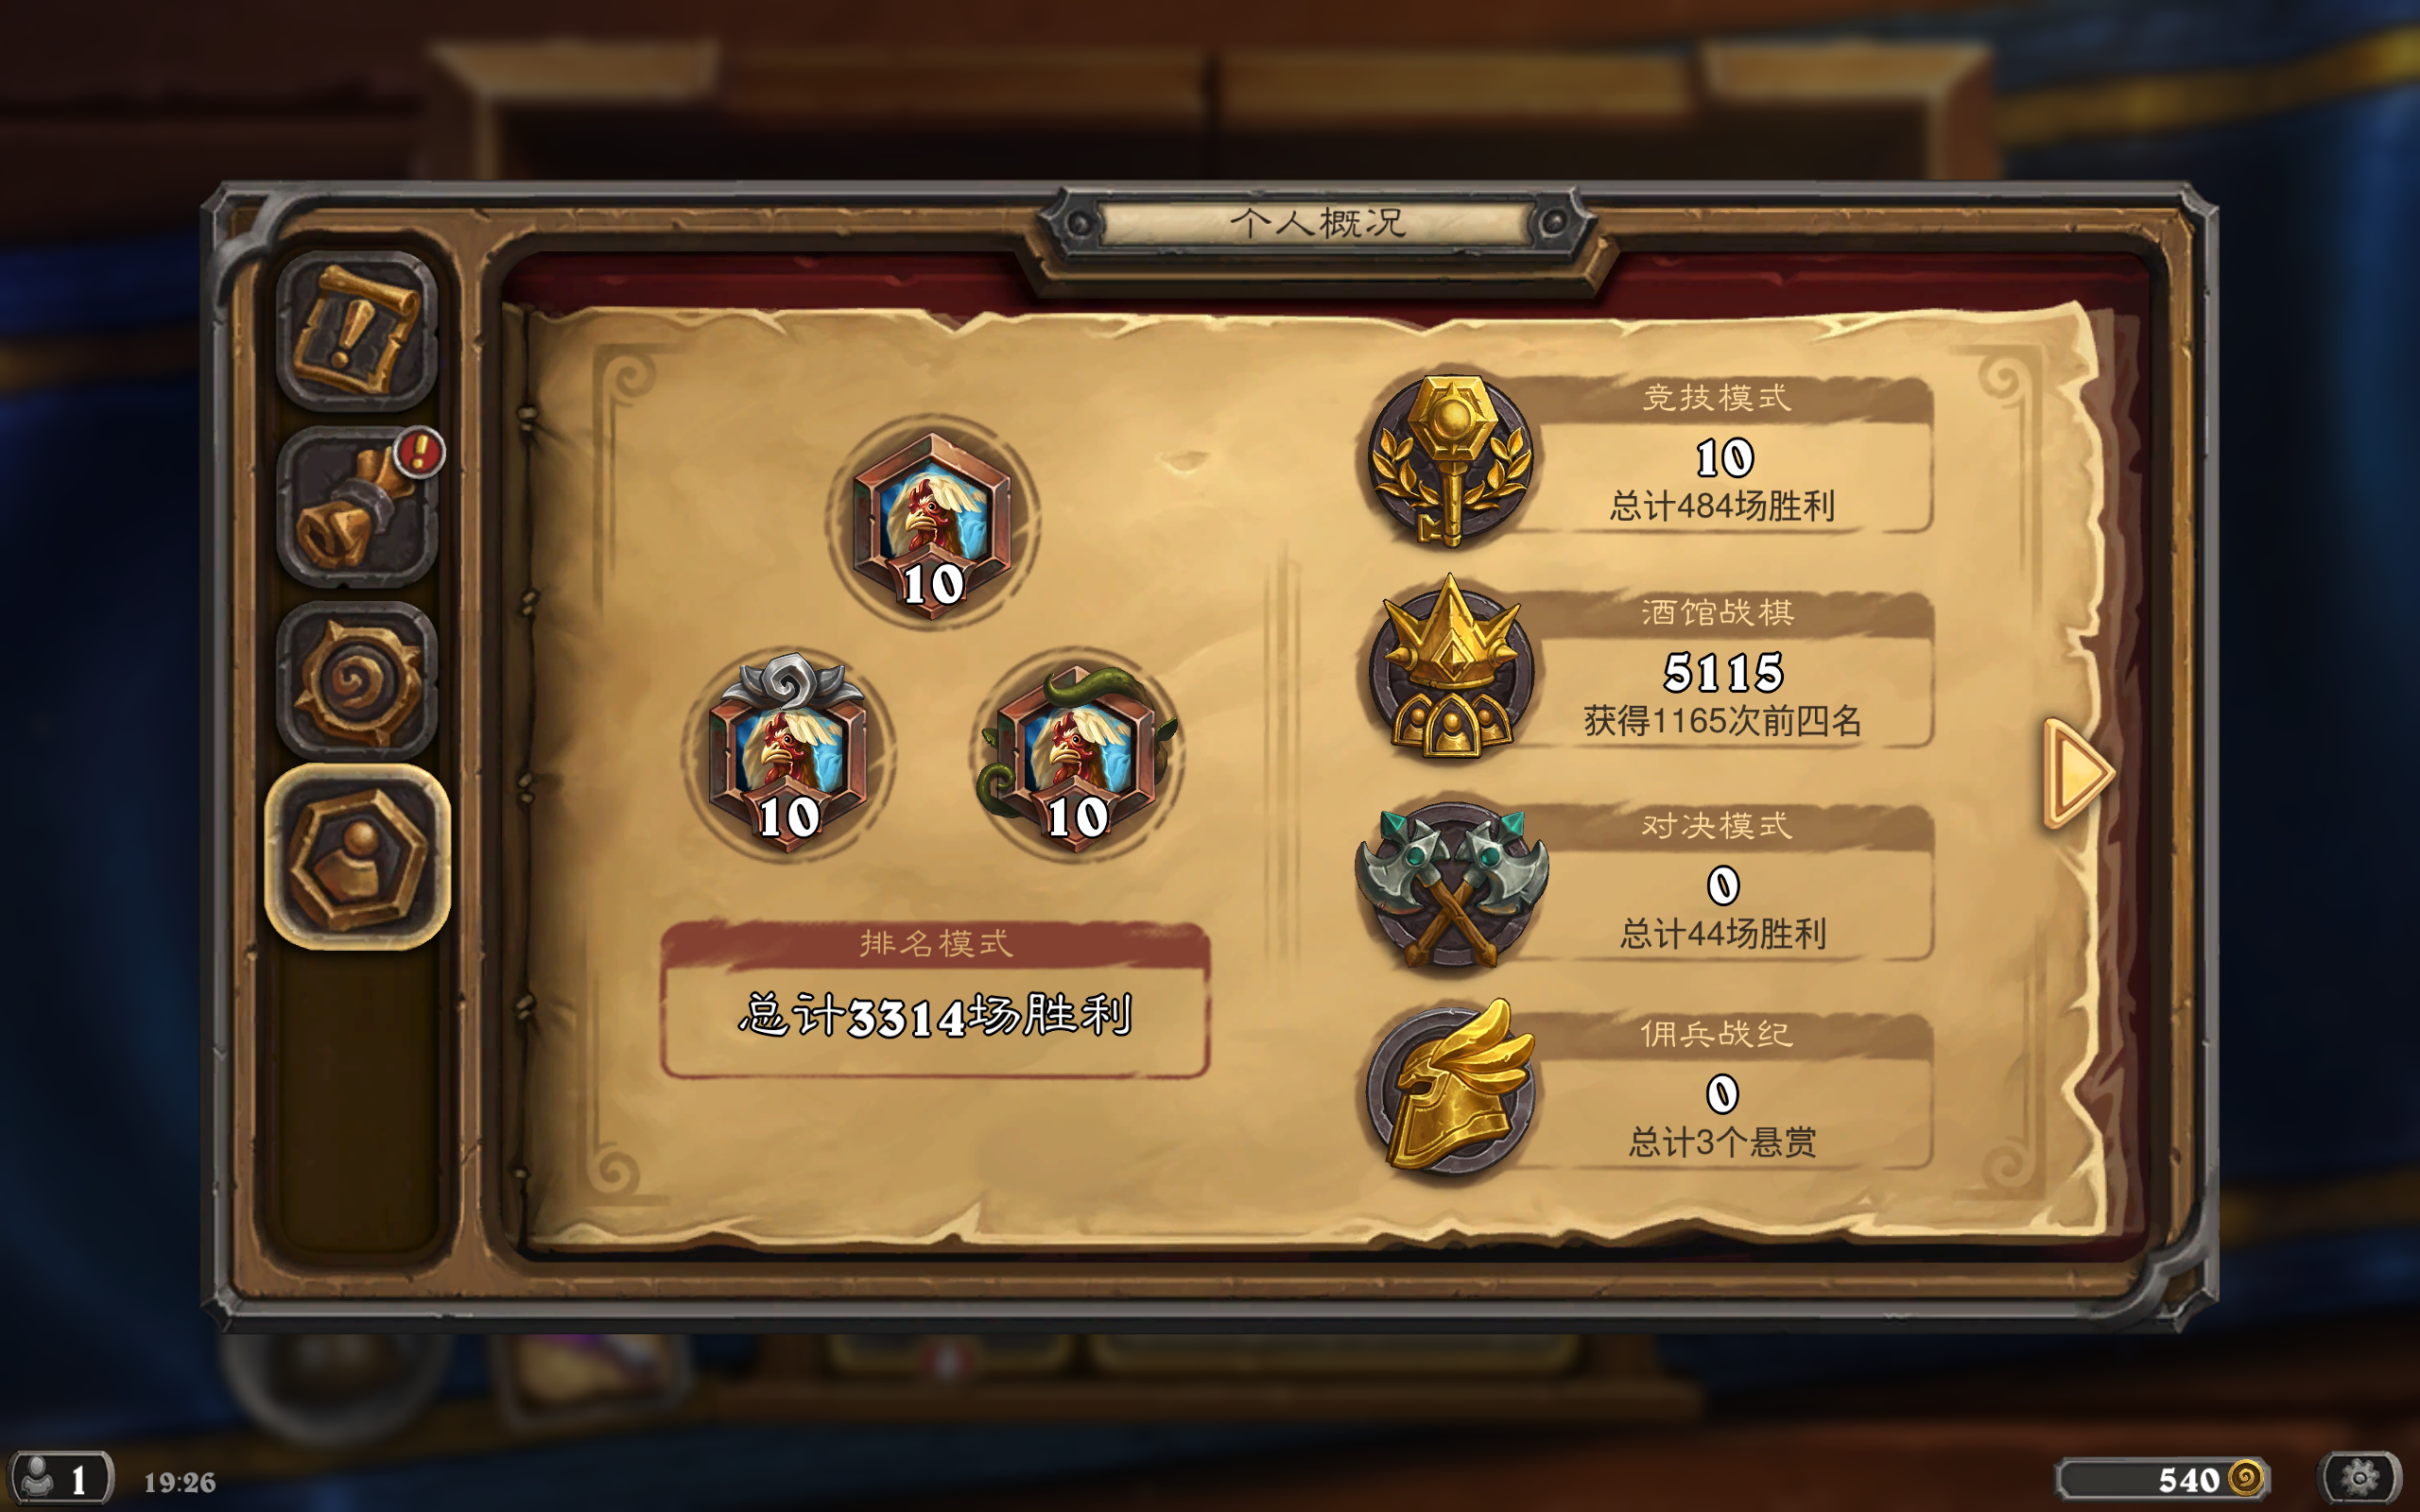 个人概况
10
10
10
排名模式
总计3314场胜利
竞技模式
10
总计484场胜利
酒馆战棋
5115
获得1165次前四名
对决模式
0
总计44场胜利
佣兵战纪
0
总计3个悬赏
1
19:26
540